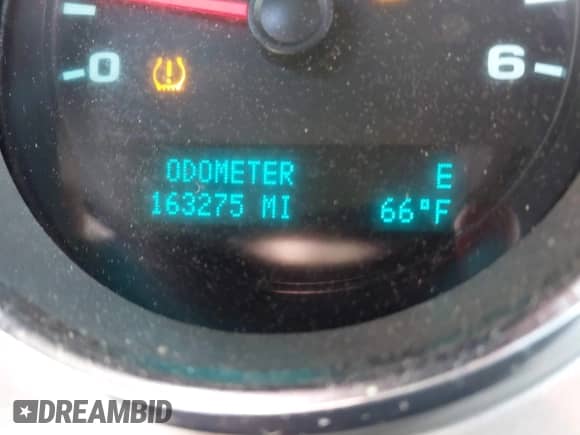 0
6
ODOMETER E
163275 MI 66°F
DREAMBID